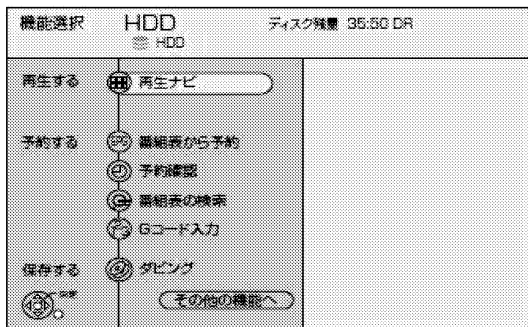 機能選択 HDD ディスク残量 35:50 DR
HDD
再生する 再生ナビ
予約する 番組表から予約
予約確認
番組表の検索
Gコード入力
保存する ダビング
その他の機能へ